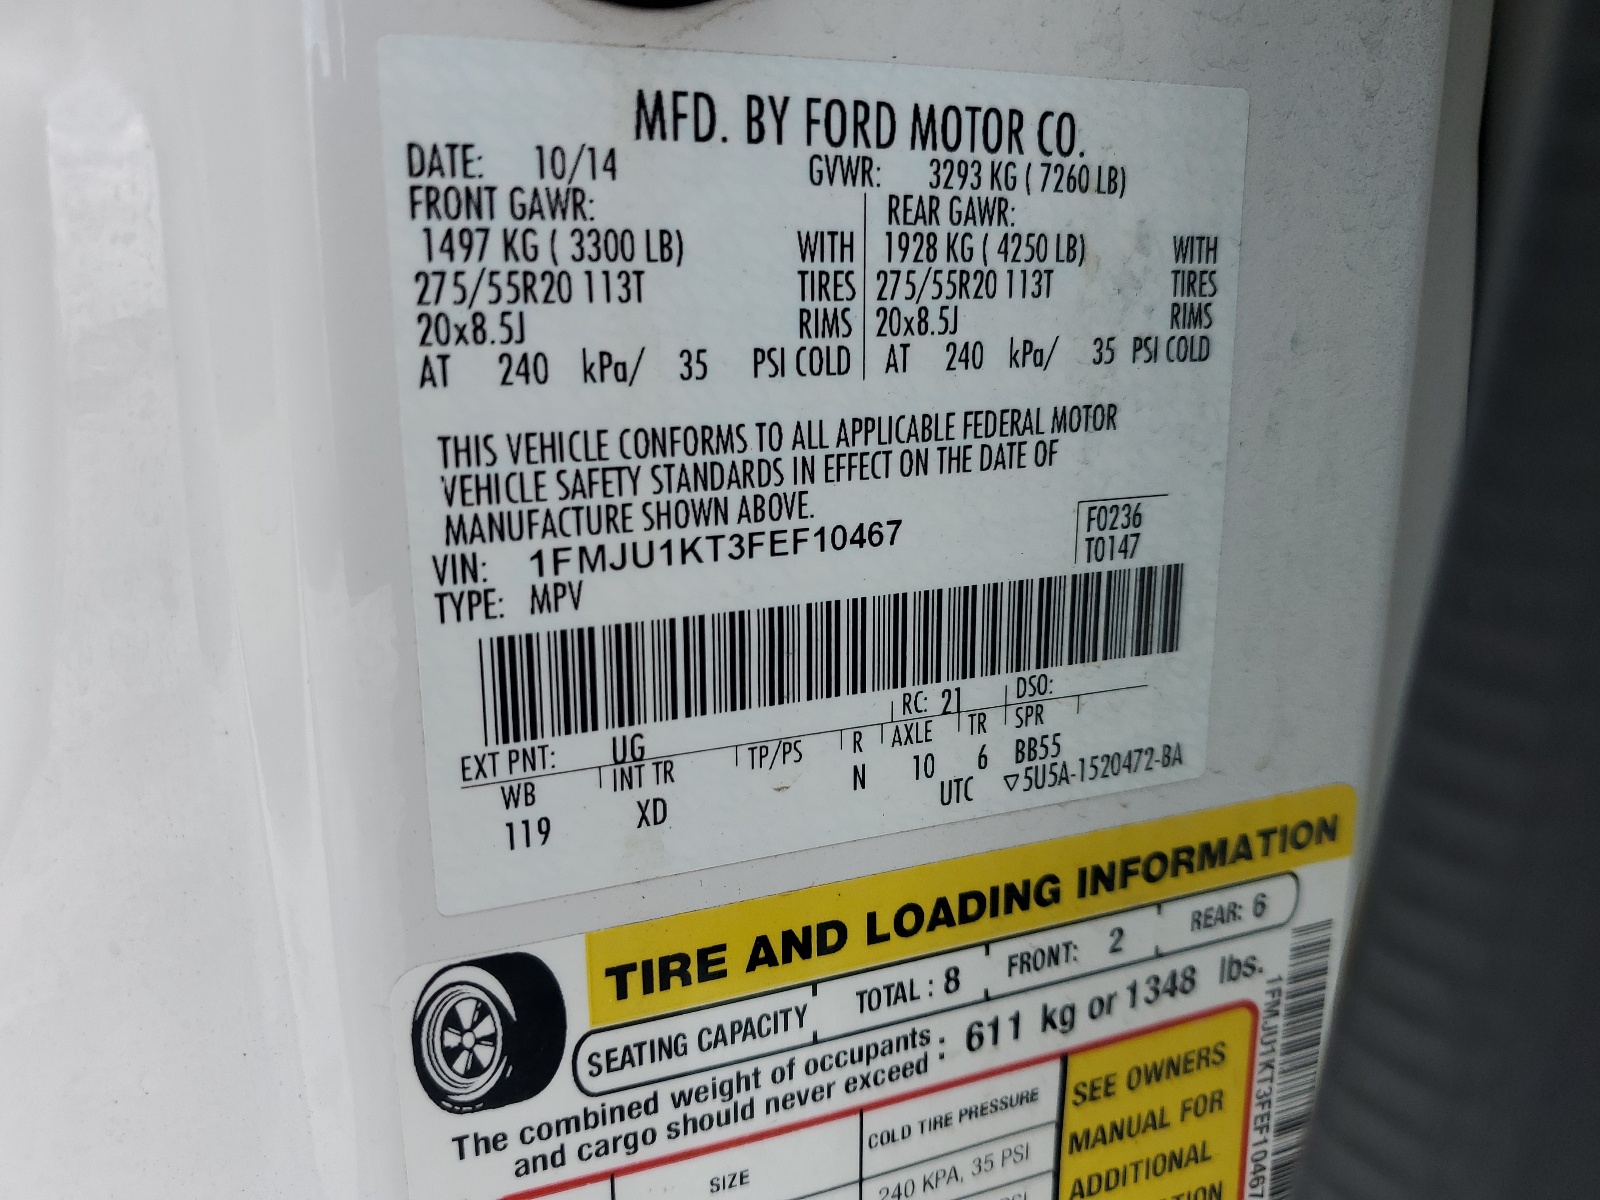 MFD. BY FORD MOTOR CO.
DATE: 10/14 GVWR: 3293 KG ( 7260 LB)
FRONT GAWR: REAR GAWR:
1497 KG ( 3300 LB) WITH 1928 KG ( 4250 LB) WITH
275/55R20 113T TIRES 275/55R20 113T TIRES
20x8.5J RIMS 20x8.5J RIMS
AT 240 kPa/ 35 PSI COLD AT 240 kPa/ 35 PSI COLD
THIS VEHICLE CONFORMS TO ALL APPLICABLE FEDERAL MOTOR
VEHICLE SAFETY STANDARDS IN EFFECT ON THE DATE OF
MANUFACTURE SHOWN ABOVE.
F0236
VIN: 1FMJU1KT3FEF10467
T0147
TYPE: MPV
EXT PNT: UG RC: 21 DSO:
WB INT TR TP/PS R AXLE TR SPR
119 XD N 10 6 BB55
UTC ▽5U5A-1520472-BA
TIRE AND LOADING INFORMATION
SEATING CAPACITY TOTAL : 8 FRONT: 2 REAR: 6
The combined weight of occupants : 611 kg or 1348 lbs.
and cargo should never exceed :
SIZE COLD TIRE PRESSURE
240 KPA, 35 PSI
PSI
SEE OWNERS
MANUAL FOR
ADDITIONAL
1FMJU1KT3FEF10467